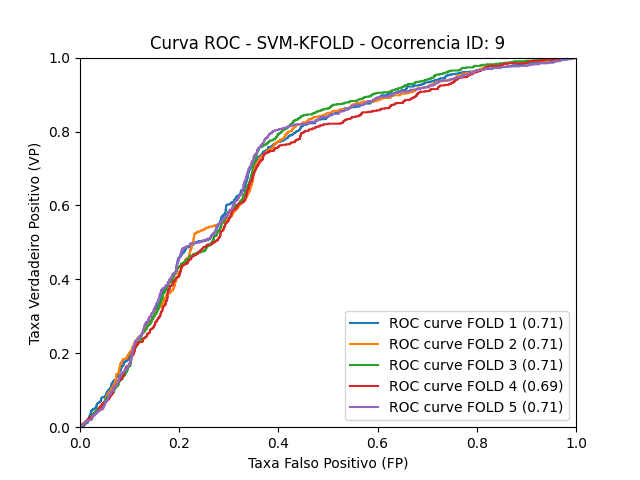 Curva ROC - SVM-KFOLD - Ocorrencia ID: 9
Taxa Verdadeiro Positivo (VP)
1.0
0.8
0.6
0.4
0.2
0.0
ROC curve FOLD 1 (0.71)
ROC curve FOLD 2 (0.71)
ROC curve FOLD 3 (0.71)
ROC curve FOLD 4 (0.69)
ROC curve FOLD 5 (0.71)
0.0 0.2 0.4 0.6 0.8 1.0
Taxa Falso Positivo (FP)